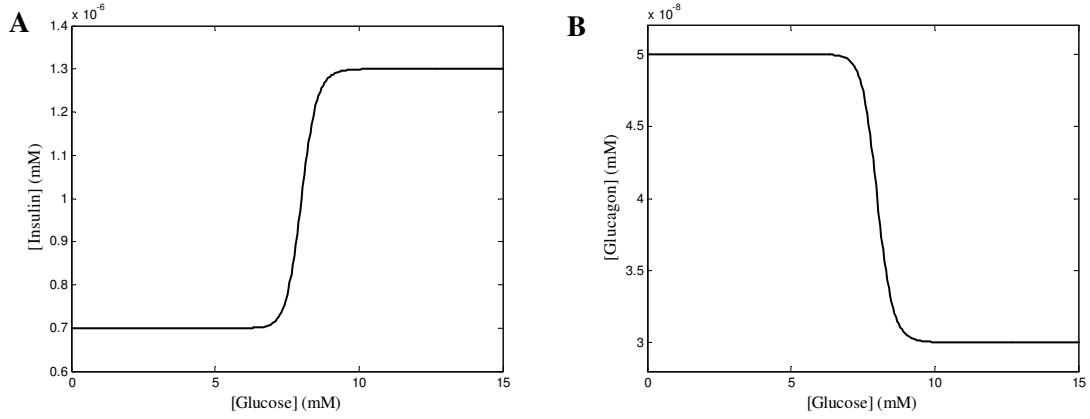 A
x 10-6
1.4
1.3
1.2
1.1
1
0.9
0.8
0.7
0.6
[Insulin] (mM)
0 5 10 15
[Glucose] (mM)
B
x 10-8
5
4.5
4
3.5
3
[Glucagon] (mM)
0 5 10 15
[Glucose] (mM)